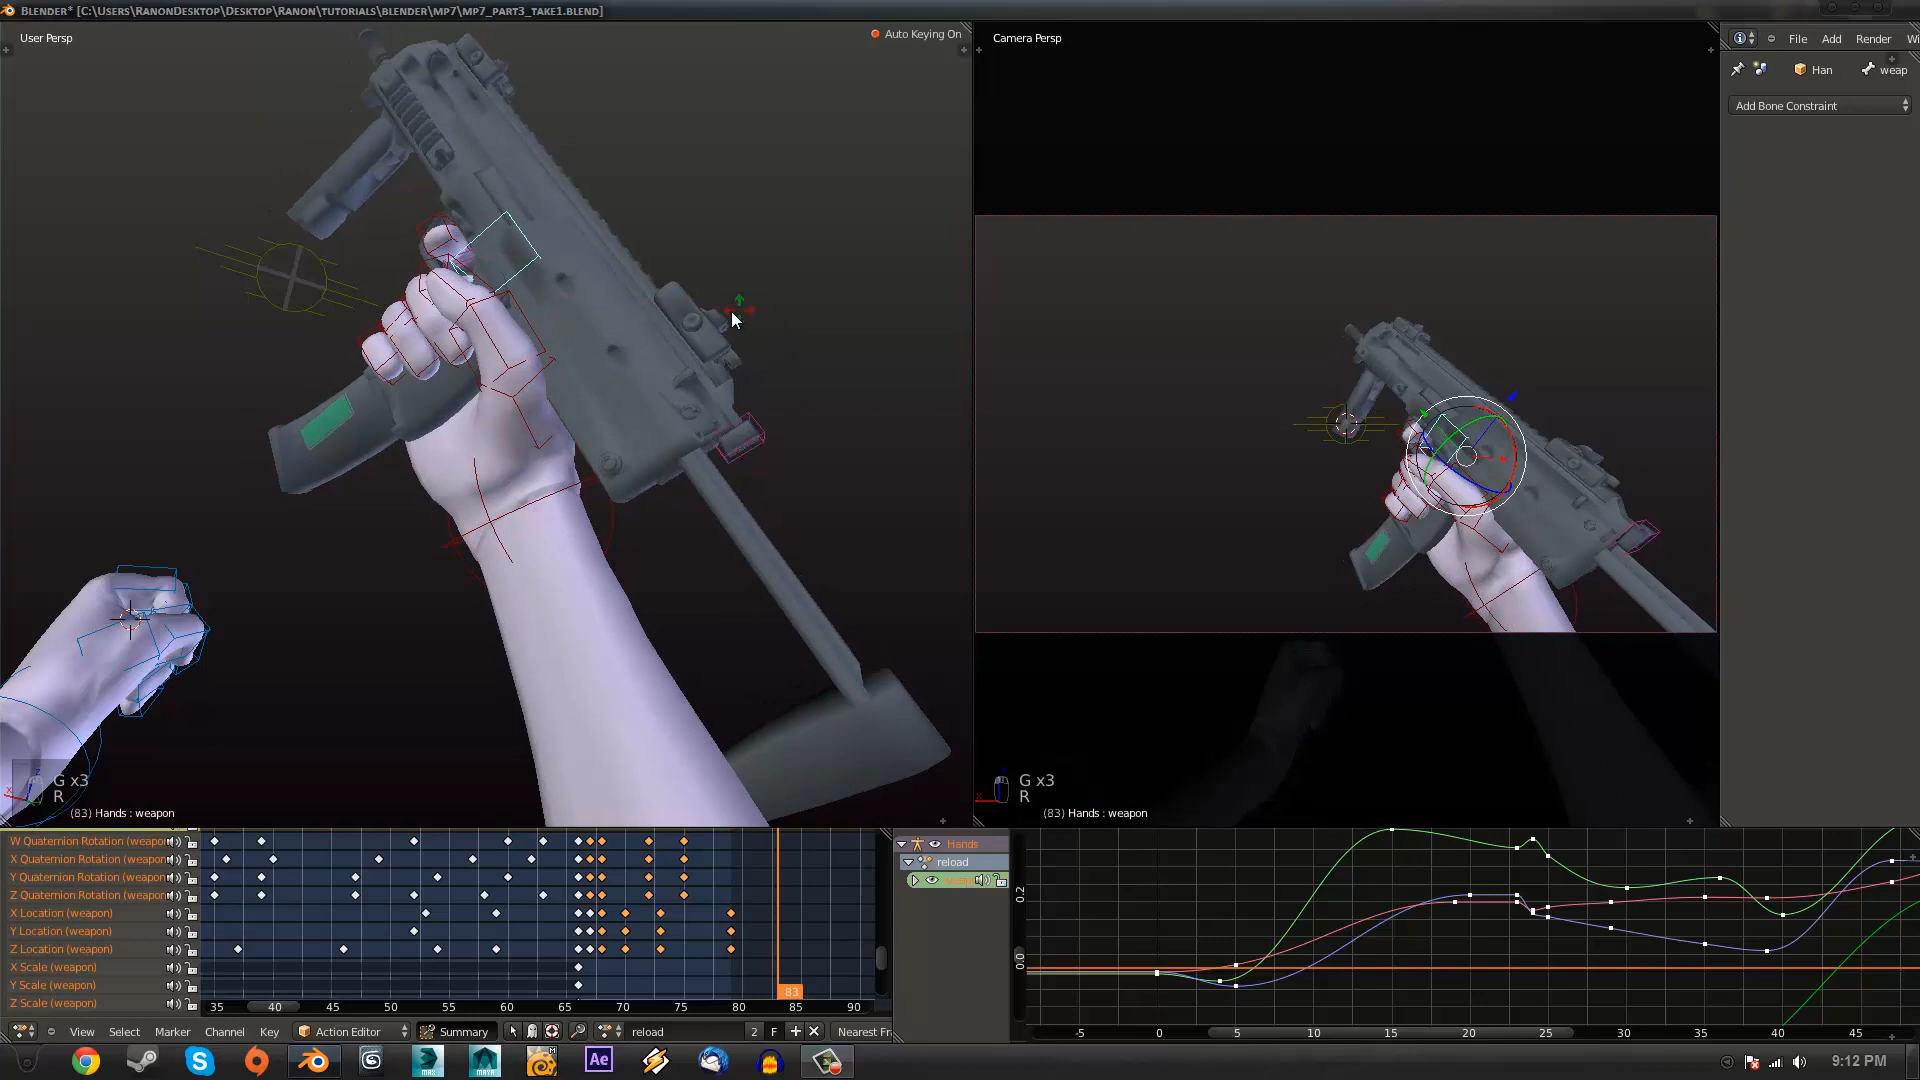 BLENDER* [C:\USERS\RANONDESKTOP\DESKTOP\RANON\TUTORIALS\BLENDER\MP7\MP7_PART3_TAKE1.BLEND]
User Persp
Auto Keying On
Camera Persp
File Add Render Wi
Han weap
Add Bone Constraint
G x3
R
(83) Hands : weapon
G x3
R
(83) Hands : weapon
W Quaternion Rotation (weapon
X Quaternion Rotation (weapon
Y Quaternion Rotation (weapon
Z Quaternion Rotation (weapon
X Location (weapon)
Y Location (weapon)
Z Location (weapon)
X Scale (weapon)
Y Scale (weapon)
Z Scale (weapon)
83
35 40 45 50 55 60 65 70 75 80 85 90
Hands
reload
0.2
0.0
-5 0 5 10 15 20 25 30 35 40 45
View Select Marker Channel Key Action Editor Summary reload 2 F Nearest Fr
MAX MAYA Ae
9:12 PM